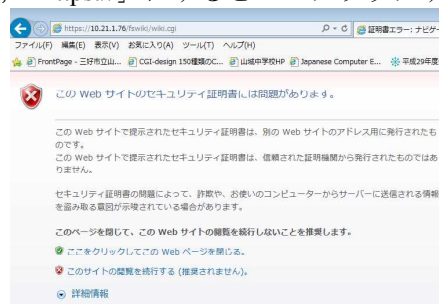 https://10.21.1.76/fswiki/wiki.cgi
証明書エラー: ナビゲー
ファイル(F) 編集(E) 表示(V) お気に入り(A) ツール(T) ヘルプ(H)
FrontPage - 三好市立山... CGI-design 150種類のC... 山城中学校HP Japanese Computer E... 平成29年度
この Web サイトのセキュリティ証明書には問題があります。
この Web サイトで提示されたセキュリティ証明書は、別の Web サイトのアドレス用に発行されたも
のです。
この Web サイトで提示されたセキュリティ証明書は、信頼された証明機関から発行されたものではあ
りません。
セキュリティ証明書の問題によって、詐欺や、お使いのコンピューターからサーバーに送信される情報
を盗み取る意図が示唆されている場合があります。
このページを閉じて、この Web サイトの閲覧を続行しないことを推奨します。
ここをクリックしてこの Web ページを閉じる。
このサイトの閲覧を続行する (推奨されません)。
詳細情報